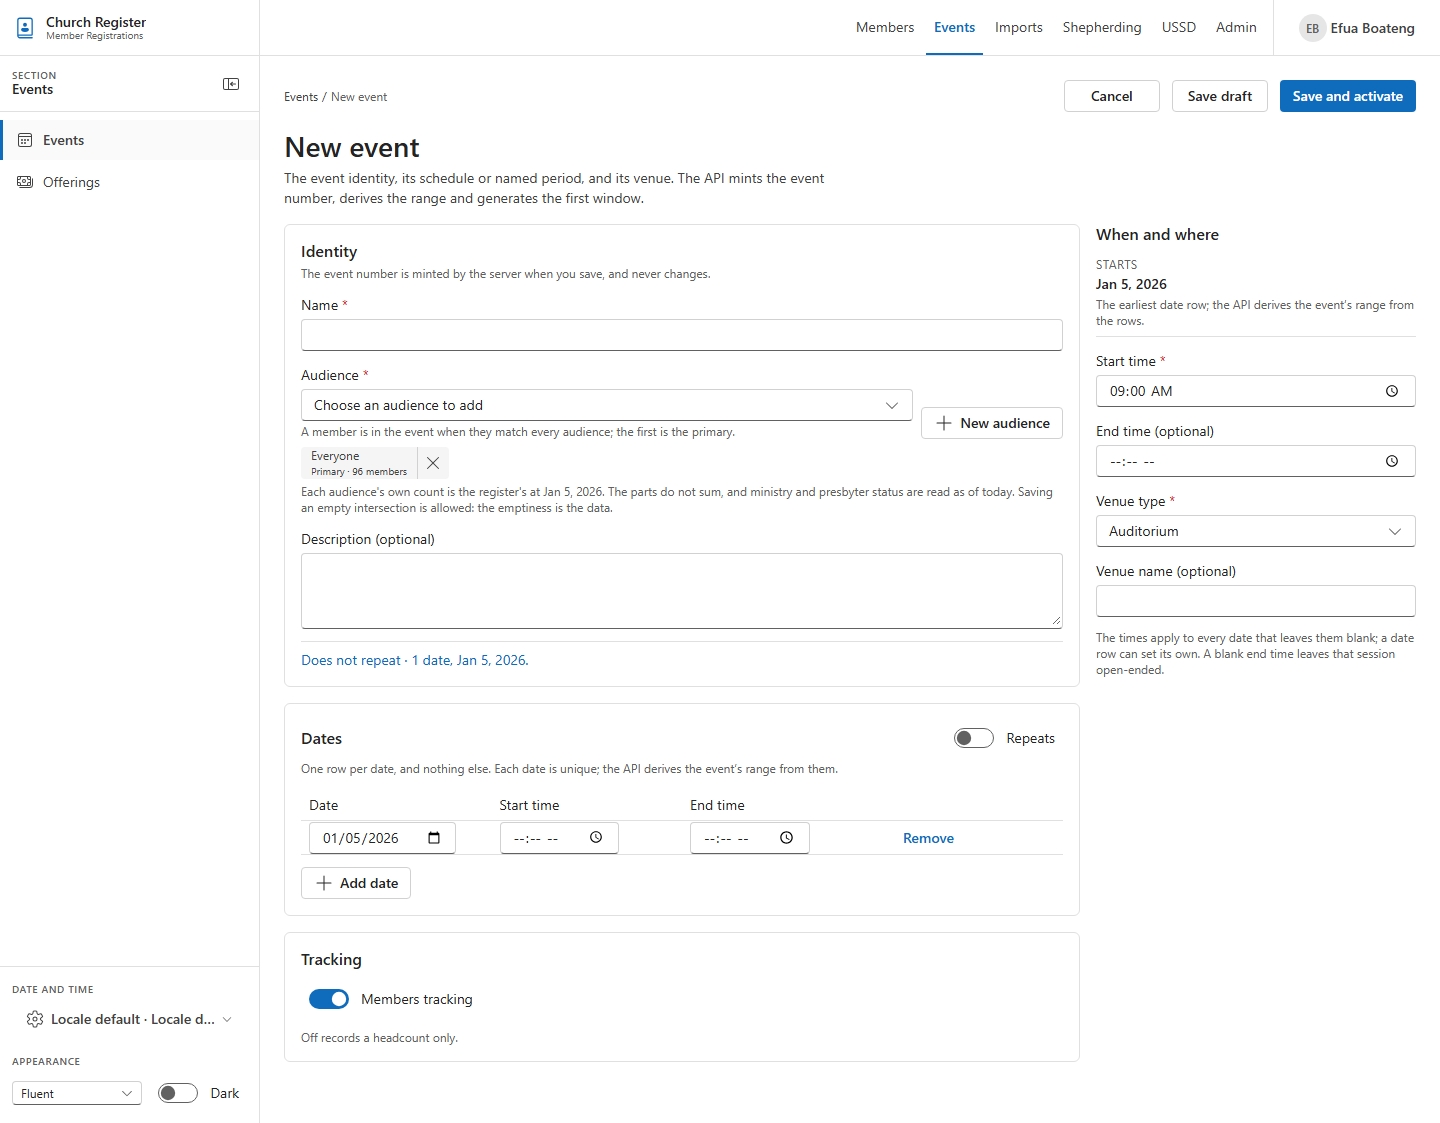 Church Register
Member Registrations
Members
Events
Imports
Shepherding
USSD
Admin
EB
Efua Boateng
SECTION
Events
Events
Offerings
Events / New event
Cancel
Save draft
Save and activate
New event
The event identity, its schedule or named period, and its venue. The API mints the event
number, derives the range and generates the first window.
Identity
The event number is minted by the server when you save, and never changes.
Name *
Audience *
Choose an audience to add
New audience
A member is in the event when they match every audience; the first is the primary.
Everyone
Primary · 96 members
Each audience's own count is the register's at Jan 5, 2026. The parts do not sum, and ministry and presbyter status are read as of today. Saving
an empty intersection is allowed: the emptiness is the data.
Description (optional)
Does not repeat · 1 date, Jan 5, 2026.
Dates
Repeats
One row per date, and nothing else. Each date is unique; the API derives the event's range from them.
Date
Start time
End time
01/05/2026
--:-- --
--:-- --
Remove
Add date
Tracking
Members tracking
Off records a headcount only.
When and where
STARTS
Jan 5, 2026
The earliest date row; the API derives the event's range from
the rows.
Start time *
09:00 AM
End time (optional)
--:-- --
Venue type *
Auditorium
Venue name (optional)
The times apply to every date that leaves them blank; a date
row can set its own. A blank end time leaves that session
open-ended.
DATE AND TIME
Locale default · Locale d...
APPEARANCE
Fluent
Dark